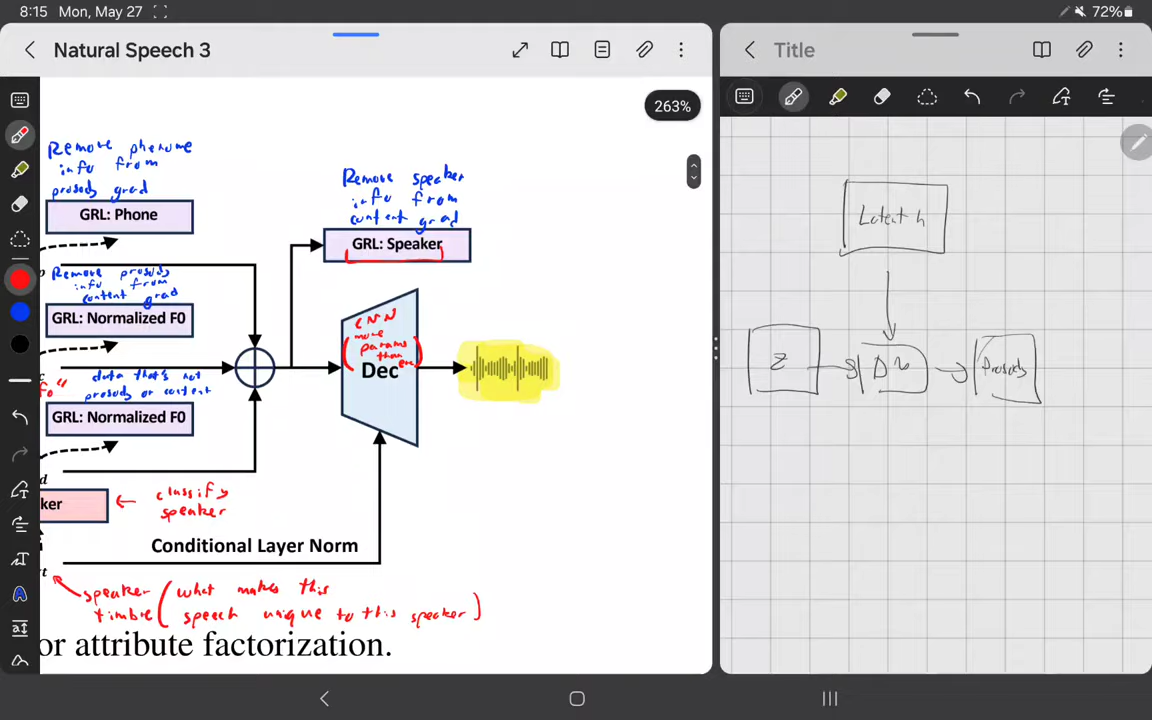 8:15 Mon, May 27
72%
Natural Speech 3
Title
263%
Remove phenome
info from
prosody grad
GRL: Phone
Remove speaker
info from
content grad
GRL: Speaker
Remove prosody
info from
content grad
GRL: Normalized F0
CNN
more
params
than
Dec
f0"
data that's not
prosody or content
GRL: Normalized F0
d
ker
← classify
speaker
Conditional Layer Norm
t
speaker (what makes this
timbre speech unique to this speaker)
or attribute factorization.
Latent h
Z
Prosody